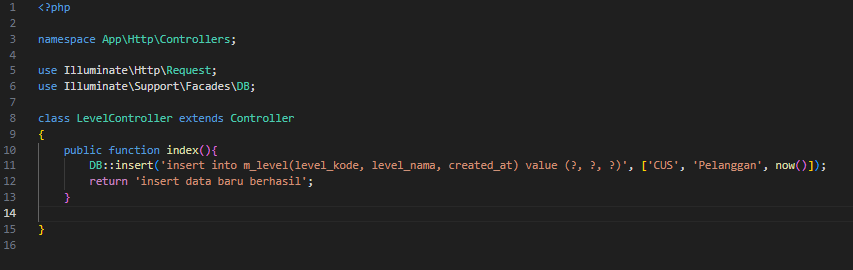 1 <?php
2
3 namespace App\Http\Controllers;
4
5 use Illuminate\Http\Request;
6 use Illuminate\Support\Facades\DB;
7
8 class LevelController extends Controller
9 {
10     public function index(){
11         DB::insert('insert into m_level(level_kode, level_nama, created_at) value (?, ?, ?)', ['CUS', 'Pelanggan', now()]);
12         return 'insert data baru berhasil';
13     }
14
15 }
16